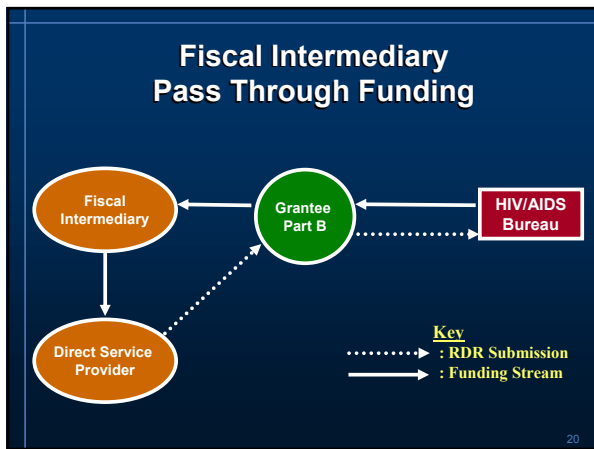 Fiscal Intermediary
Pass Through Funding
Fiscal
Intermediary
Grantee
Part B
HIV/AIDS
Bureau
Direct Service
Provider
Key
: RDR Submission
: Funding Stream
20